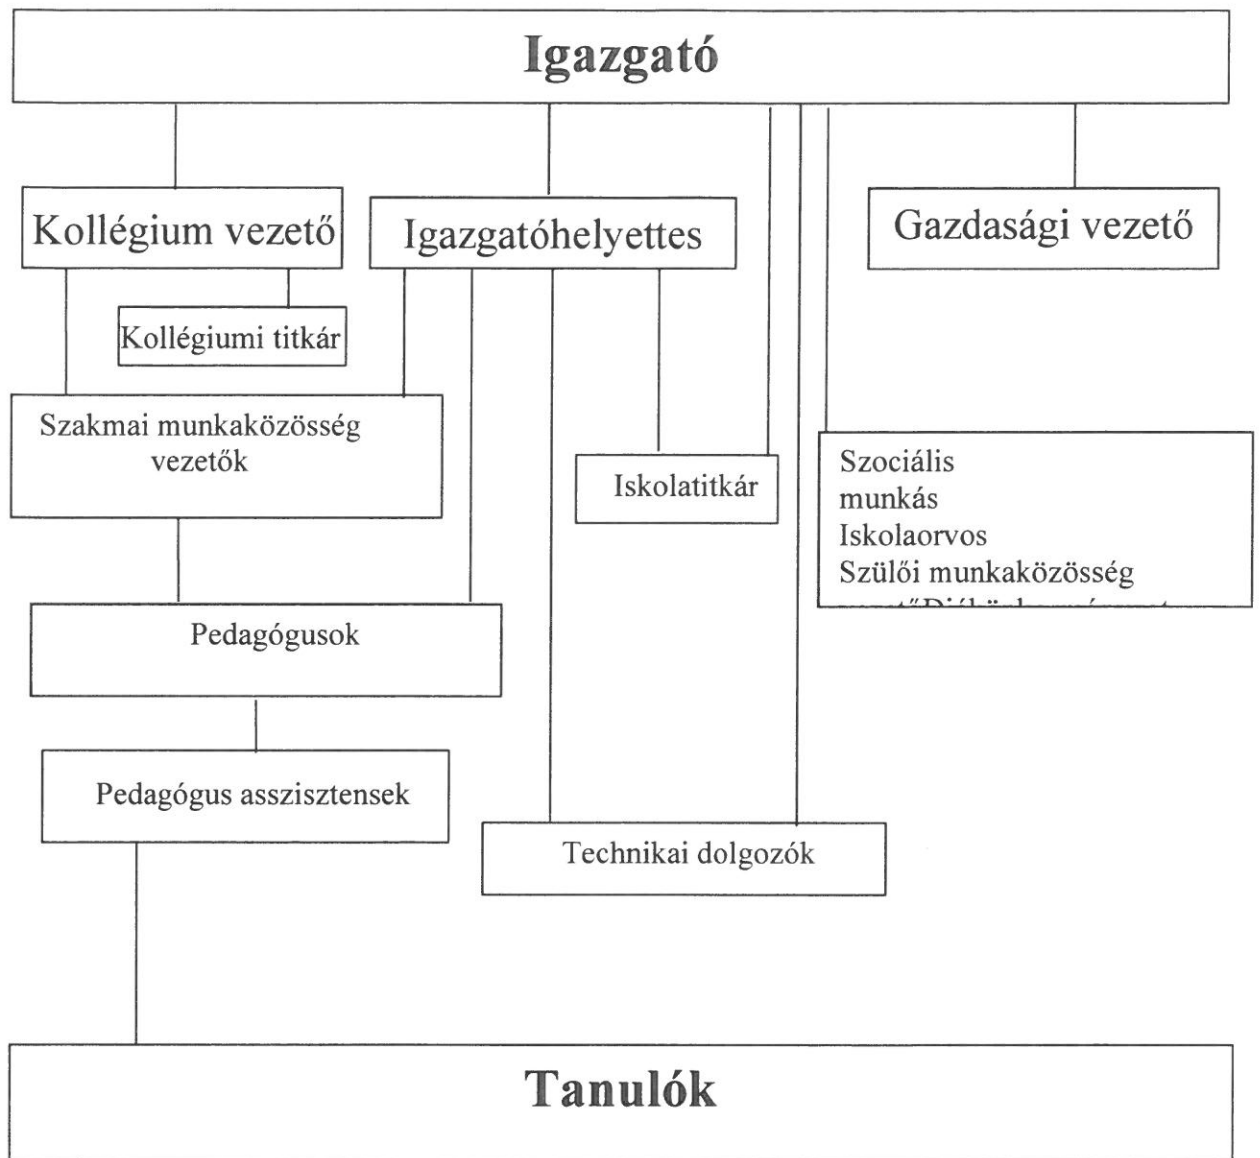 Igazgató
Kollégium vezető
Igazgatóhelyettes
Gazdasági vezető
Kollégiumi titkár
Szakmai munkaközösség
vezetők
Iskolatitkár
Szociális
munkás
Iskolaorvos
Szülői munkaközösség
Pedagógusok
Pedagógus asszisztensek
Technikai dolgozók
Tanulók